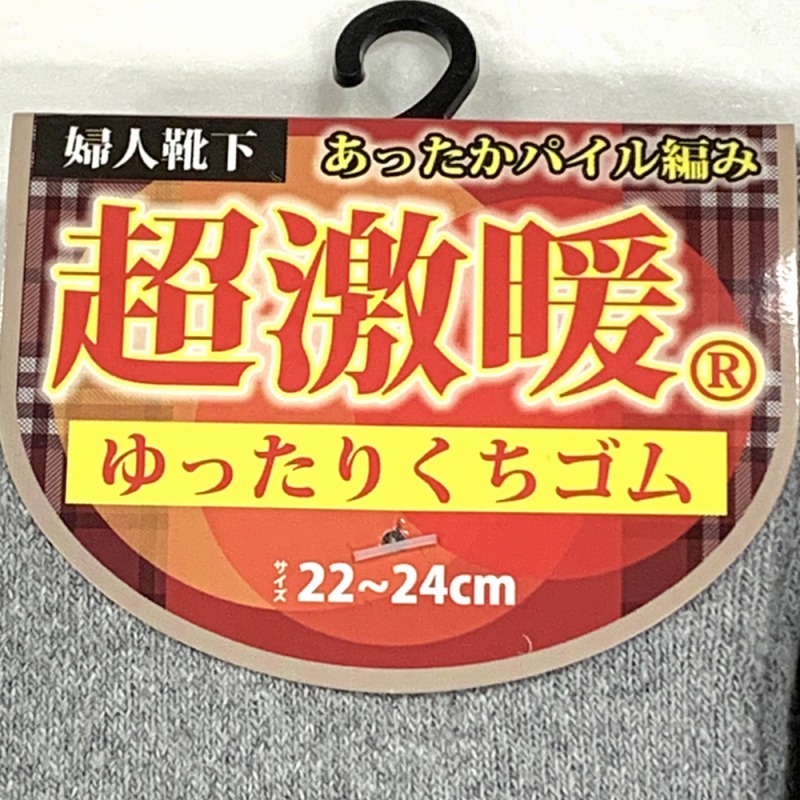 婦人靴下
あったかパイル編み
超激暖®
ゆったりくちゴム
サイズ 22~24cm